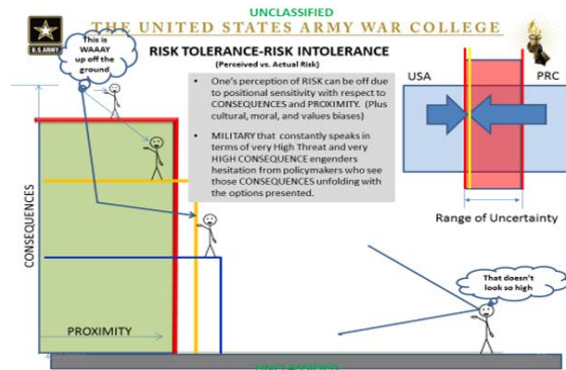 UNCLASSIFIED
THE UNITED STATES ARMY WAR COLLEGE
U.S.ARMY
This is
WAAAY
up off the
ground
RISK TOLERANCE-RISK INTOLERANCE
(Perceived vs. Actual Risk)
• One's perception of RISK can be off due
to positional sensitivity with respect to
CONSEQUENCES and PROXIMITY. (Plus
cultural, moral, and values biases)
• MILITARY that constantly speaks in
terms of very High Threat and very
HIGH CONSEQUENCE engenders
hesitation from policymakers who see
those CONSEQUENCES unfolding with
the options presented.
USA
PRC
Range of Uncertainty
CONSEQUENCES
PROXIMITY
That doesn't
look so high
UNCLASSIFIED